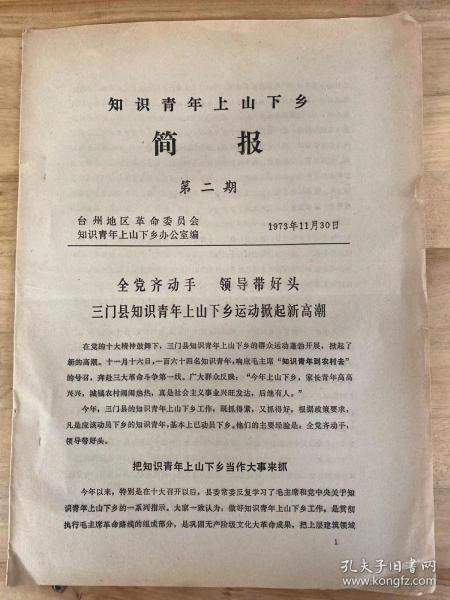 知识青年上山下乡
简报
第二期
台州地区革命委员会
知识青年上山下乡办公室编
1973年11月30日
全党齐动手 领导带好头
三门县知识青年上山下乡运动掀起新高潮
在党的十大精神鼓舞下，三门县知识青年上山下乡的群众运动蓬勃开展，掀起了
新的高潮。十一月十六日，一百六十四名知识青年，响应毛主席“知识青年到农村去”
的号召，奔赴三大革命斗争第一线。广大群众反映：“今年上山下乡，家长青年高高
兴兴，城镇农村闹闹热热，真是社会主义事业兴旺发达，后继有人。”
今年，三门县的知识青年上山下乡工作，既抓得紧，又抓得好，根据政策要求，
凡是应该动员下乡的知识青年，基本上已动员下乡。他们的主要经验是：全党齐动手，
领导带好头。
把知识青年上山下乡当作大事来抓
今年以来，特别是在十大召开以后，县委常委反复学习了毛主席和党中央关于知
识青年上山下乡的一系列指示。大家一致认为：做好知识青年上山下乡工作，是贯彻
执行毛主席革命路线的组成部分，是巩固无产阶级文化大革命成果，把上层建筑领域
1
孔夫子旧书网
www.kongfz.com